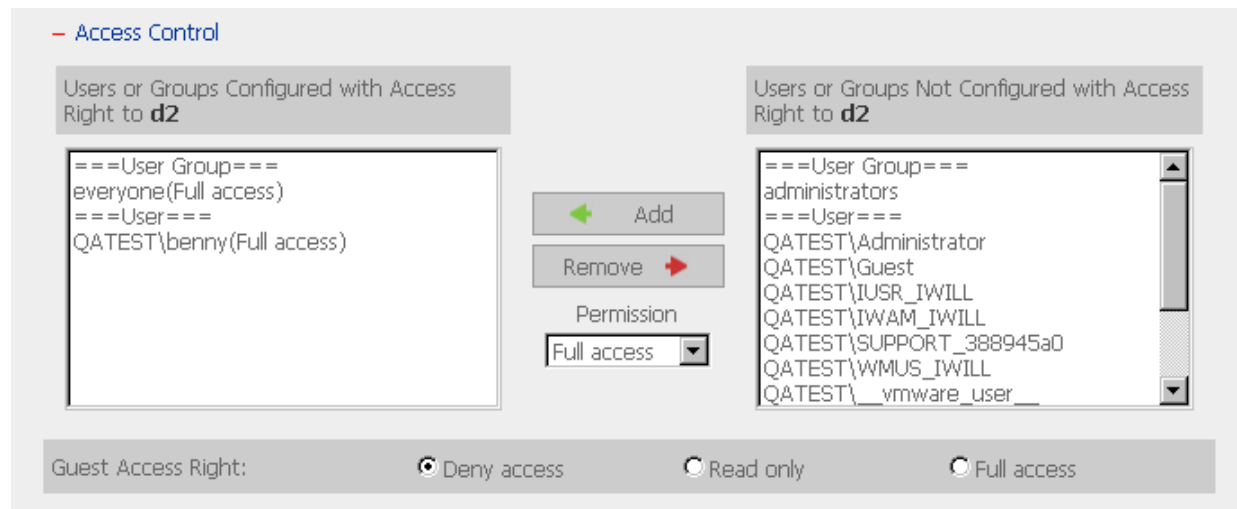 – Access Control
Users or Groups Configured with Access
Right to d2
Users or Groups Not Configured with Access
Right to d2
===User Group===
everyone(Full access)
===User===
QATEST\benny(Full access)
Add
Remove
Permission
Full access
===User Group===
administrators
===User===
QATEST\Administrator
QATEST\Guest
QATEST\IUSR_IWILL
QATEST\IWAM_IWILL
QATEST\SUPPORT_388945a0
QATEST\WMUS_IWILL
QATEST\__vmware_user__
Guest Access Right: Deny access Read only Full access